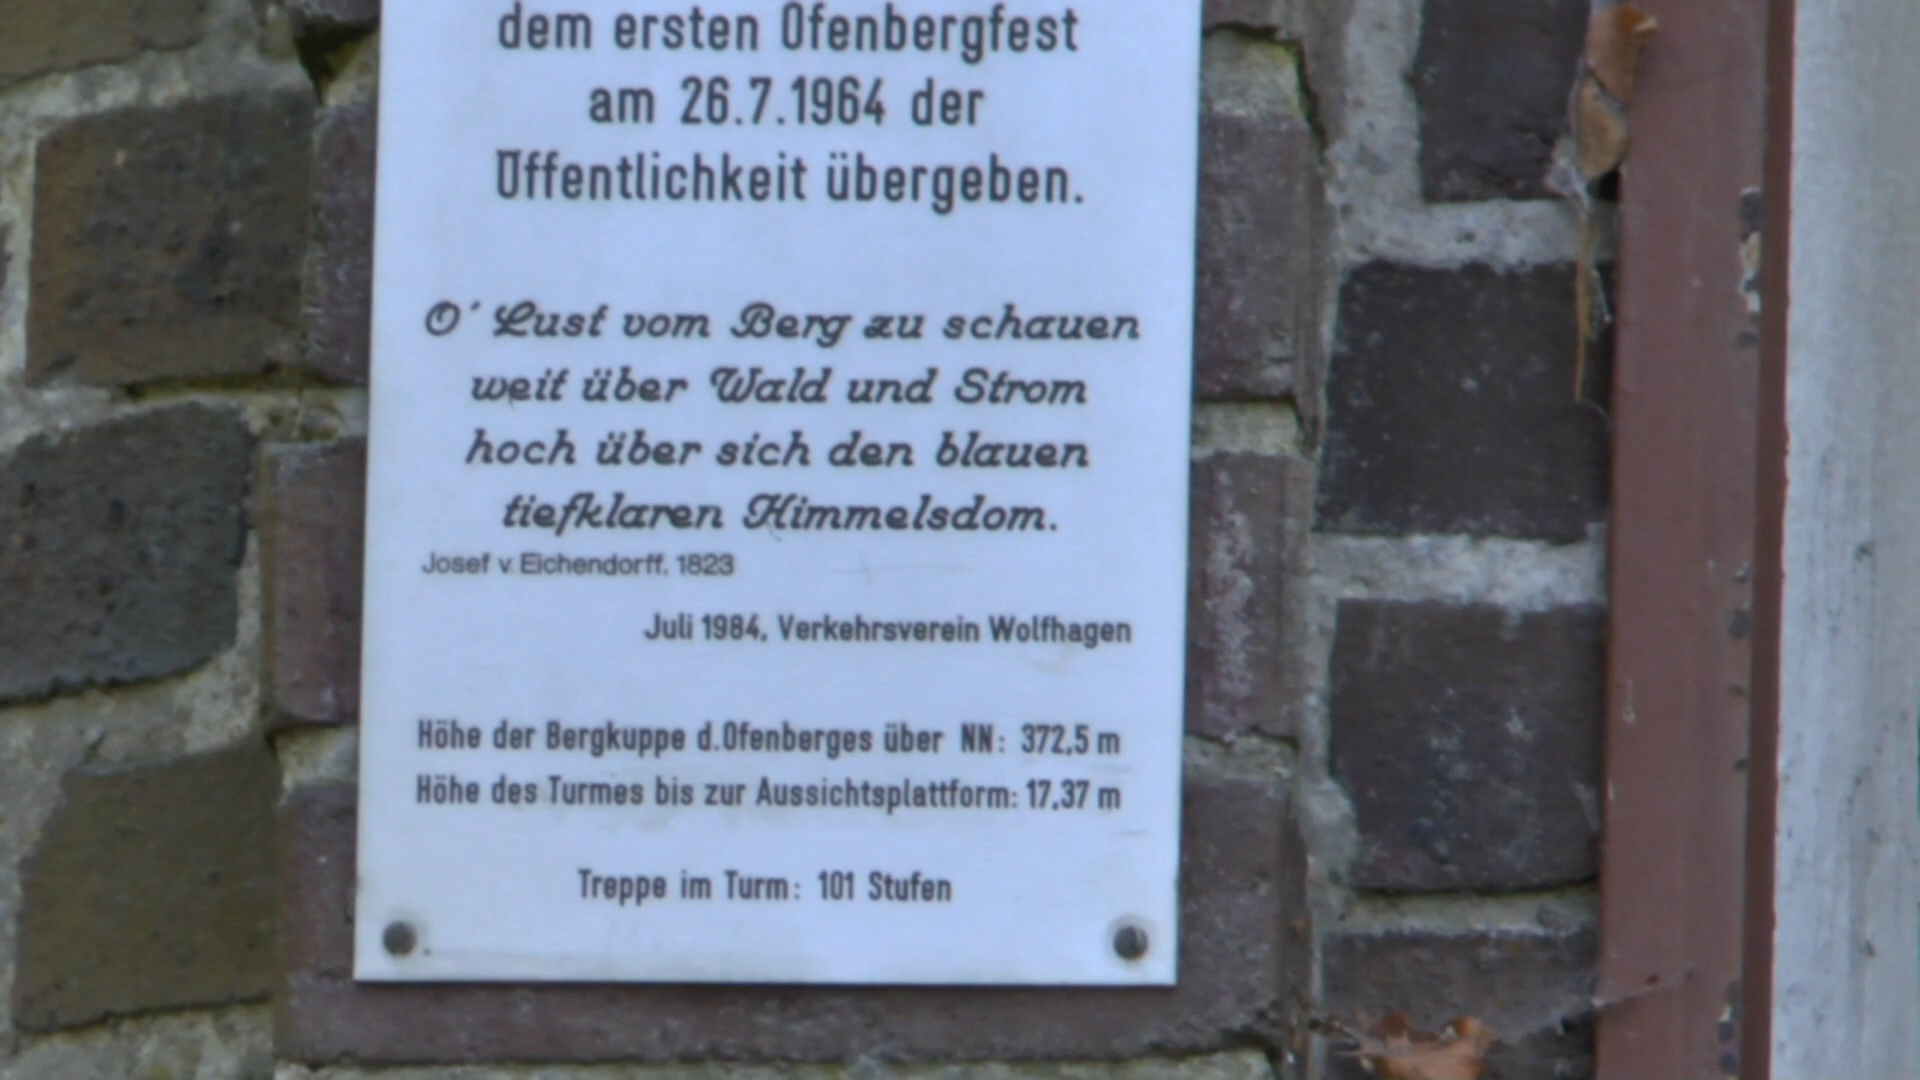 dem ersten Ofenbergfest
am 26.7.1964 der
Öffentlichkeit übergeben.
O´ Lust vom Berg zu schauen
weit über Wald und Strom
hoch über sich den blauen
tiefklaren Himmelsdom.
Josef v. Eichendorff. 1823
Juli 1984, Verkehrsverein Wolfhagen
Höhe der Bergkuppe d.Ofenberges über NN: 372,5 m
Höhe des Turmes bis zur Aussichtsplattform: 17,37 m
Treppe im Turm: 101 Stufen